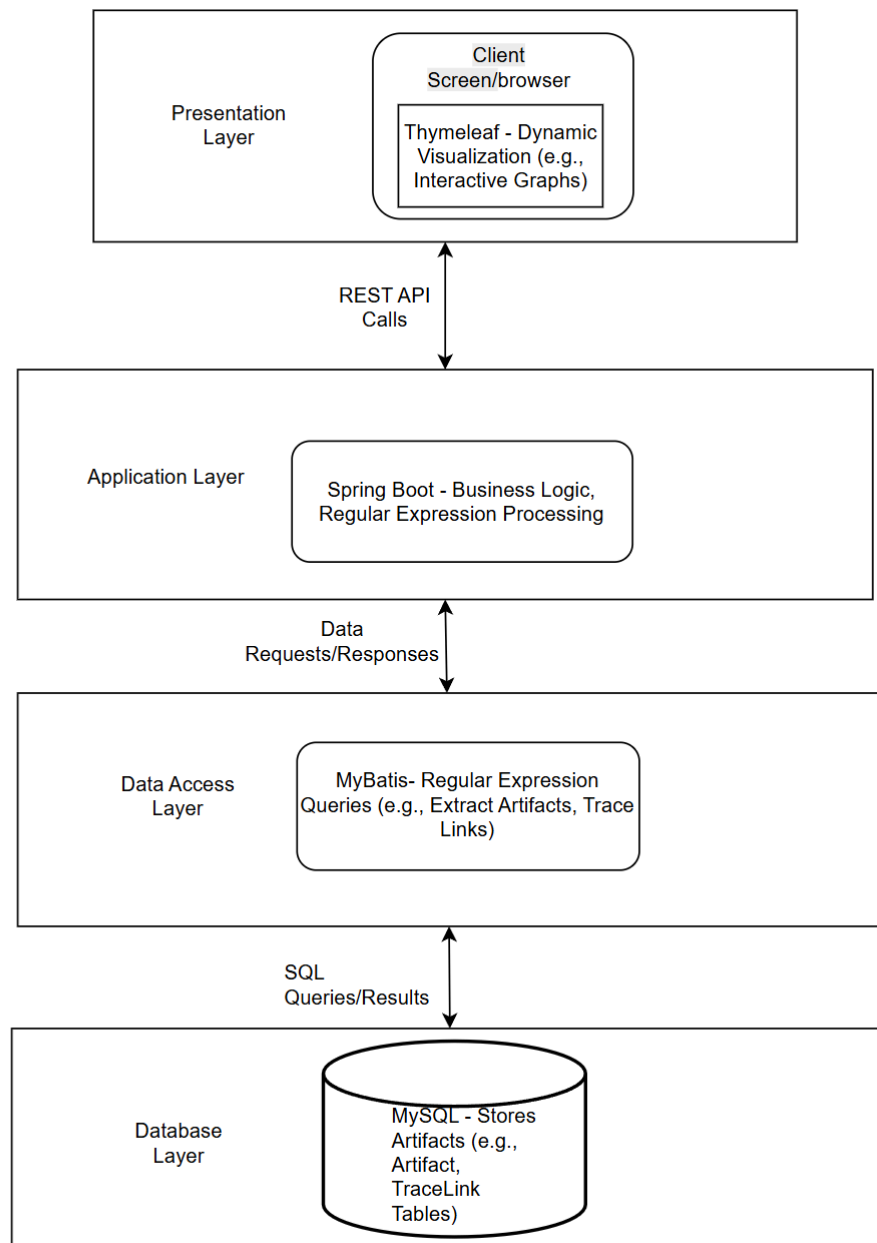 Client
Screen/browser
Presentation
Layer
Thymeleaf - Dynamic
Visualization (e.g.,
Interactive Graphs)
REST API
Calls
Application Layer
Spring Boot - Business Logic,
Regular Expression Processing
Data
Requests/Responses
Data Access
Layer
MyBatis- Regular Expression
Queries (e.g., Extract Artifacts, Trace
Links)
SQL
Queries/Results
Database
Layer
MySQL - Stores
Artifacts (e.g.,
Artifact,
TraceLink
Tables)